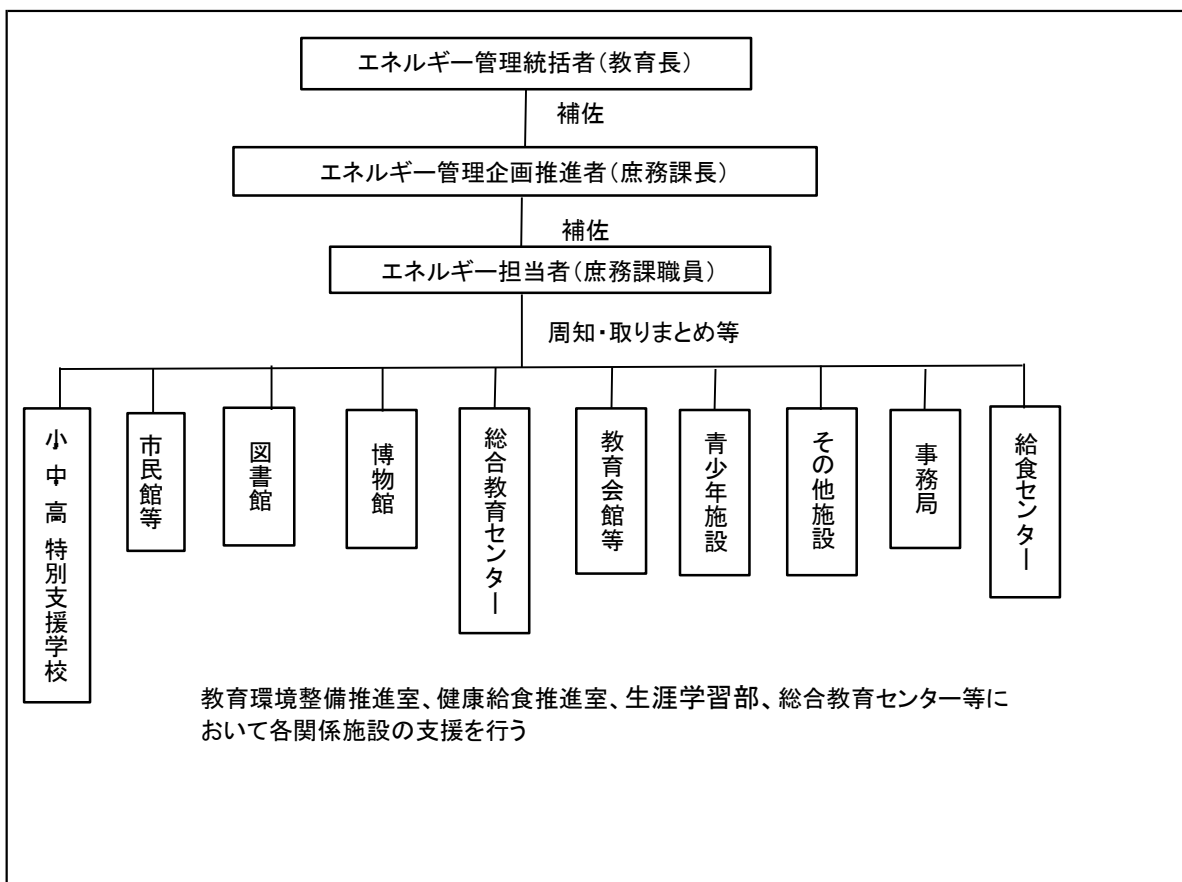 エネルギー管理統括者(教育長)
補佐
エネルギー管理企画推進者(庶務課長)
補佐
エネルギー担当者(庶務課職員)
周知・取りまとめ等
小・中・高 特別支援学校
市民館等
図書館
博物館
総合教育センター
教育会館等
青少年施設
その他施設
事務局
給食センター
教育環境整備推進室、健康給食推進室、生涯学習部、総合教育センター等に
おいて各関係施設の支援を行う